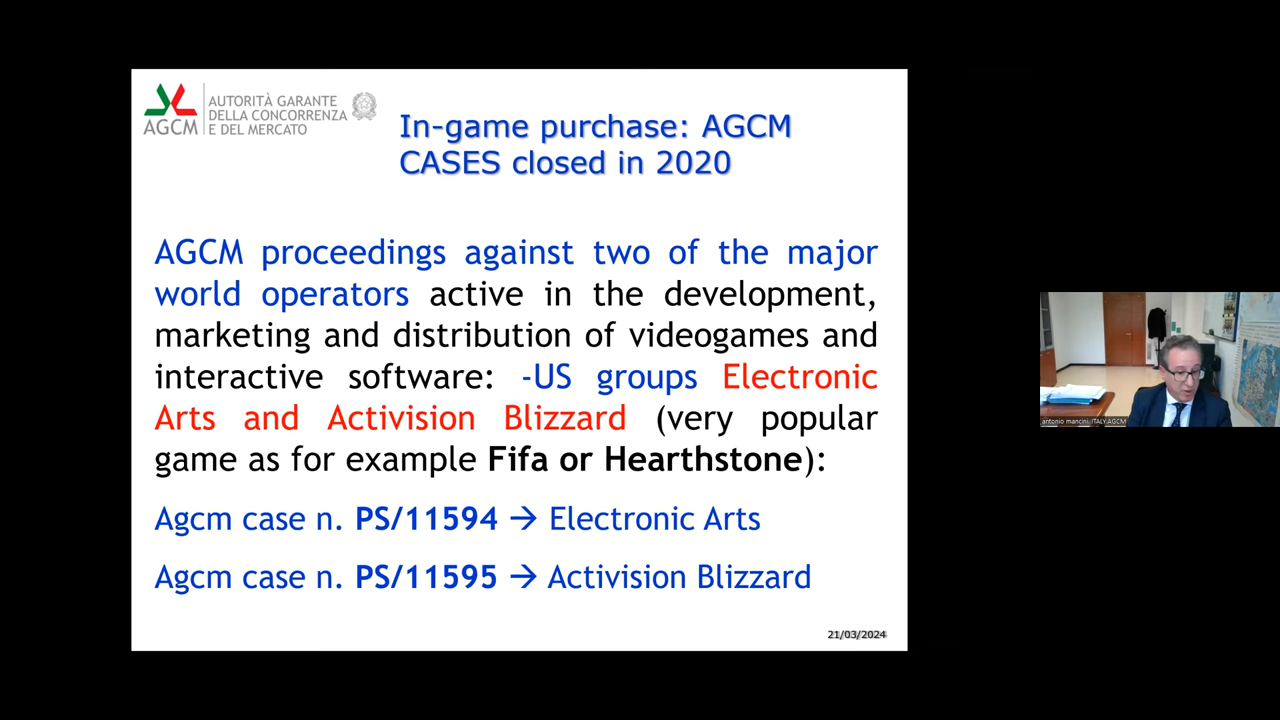 AGCM
AUTORITÀ GARANTE
DELLA CONCORRENZA
E DEL MERCATO
In-game purchase: AGCM
CASES closed in 2020
AGCM proceedings against two of the major
world operators active in the development,
marketing and distribution of videogames and
interactive software: -US groups Electronic
Arts and Activision Blizzard (very popular
game as for example Fifa or Hearthstone):
Agcm case n. PS/11594 → Electronic Arts
Agcm case n. PS/11595 → Activision Blizzard
21/03/2024
antonio mancini ITALY AGCM